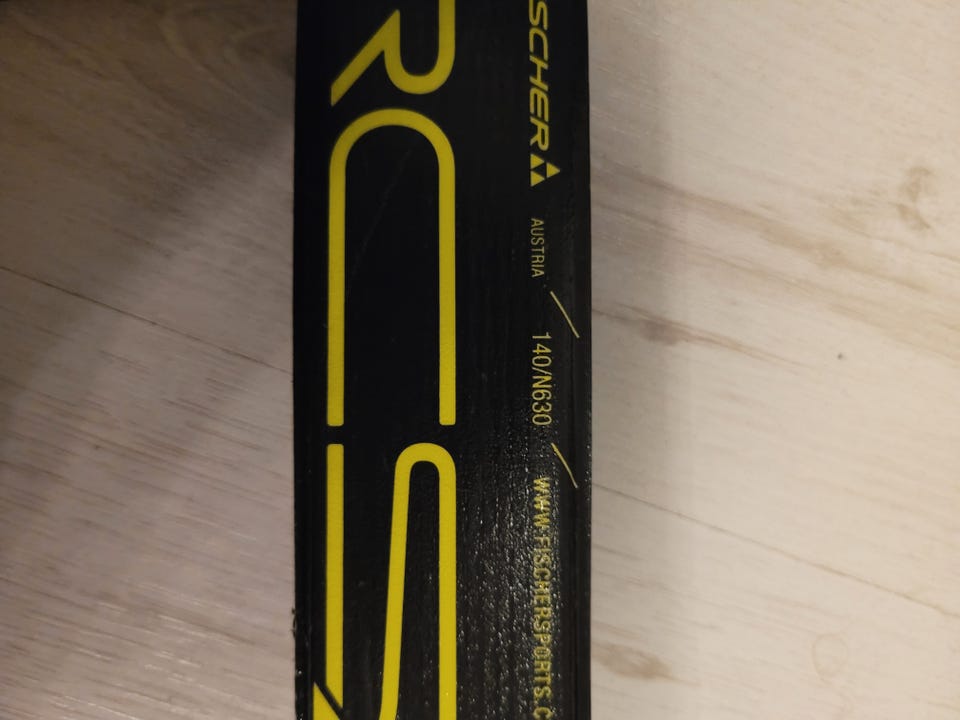 RCS
SCHER AUSTRIA / 140/N630 / WWW.FISCHERSPORTS.C